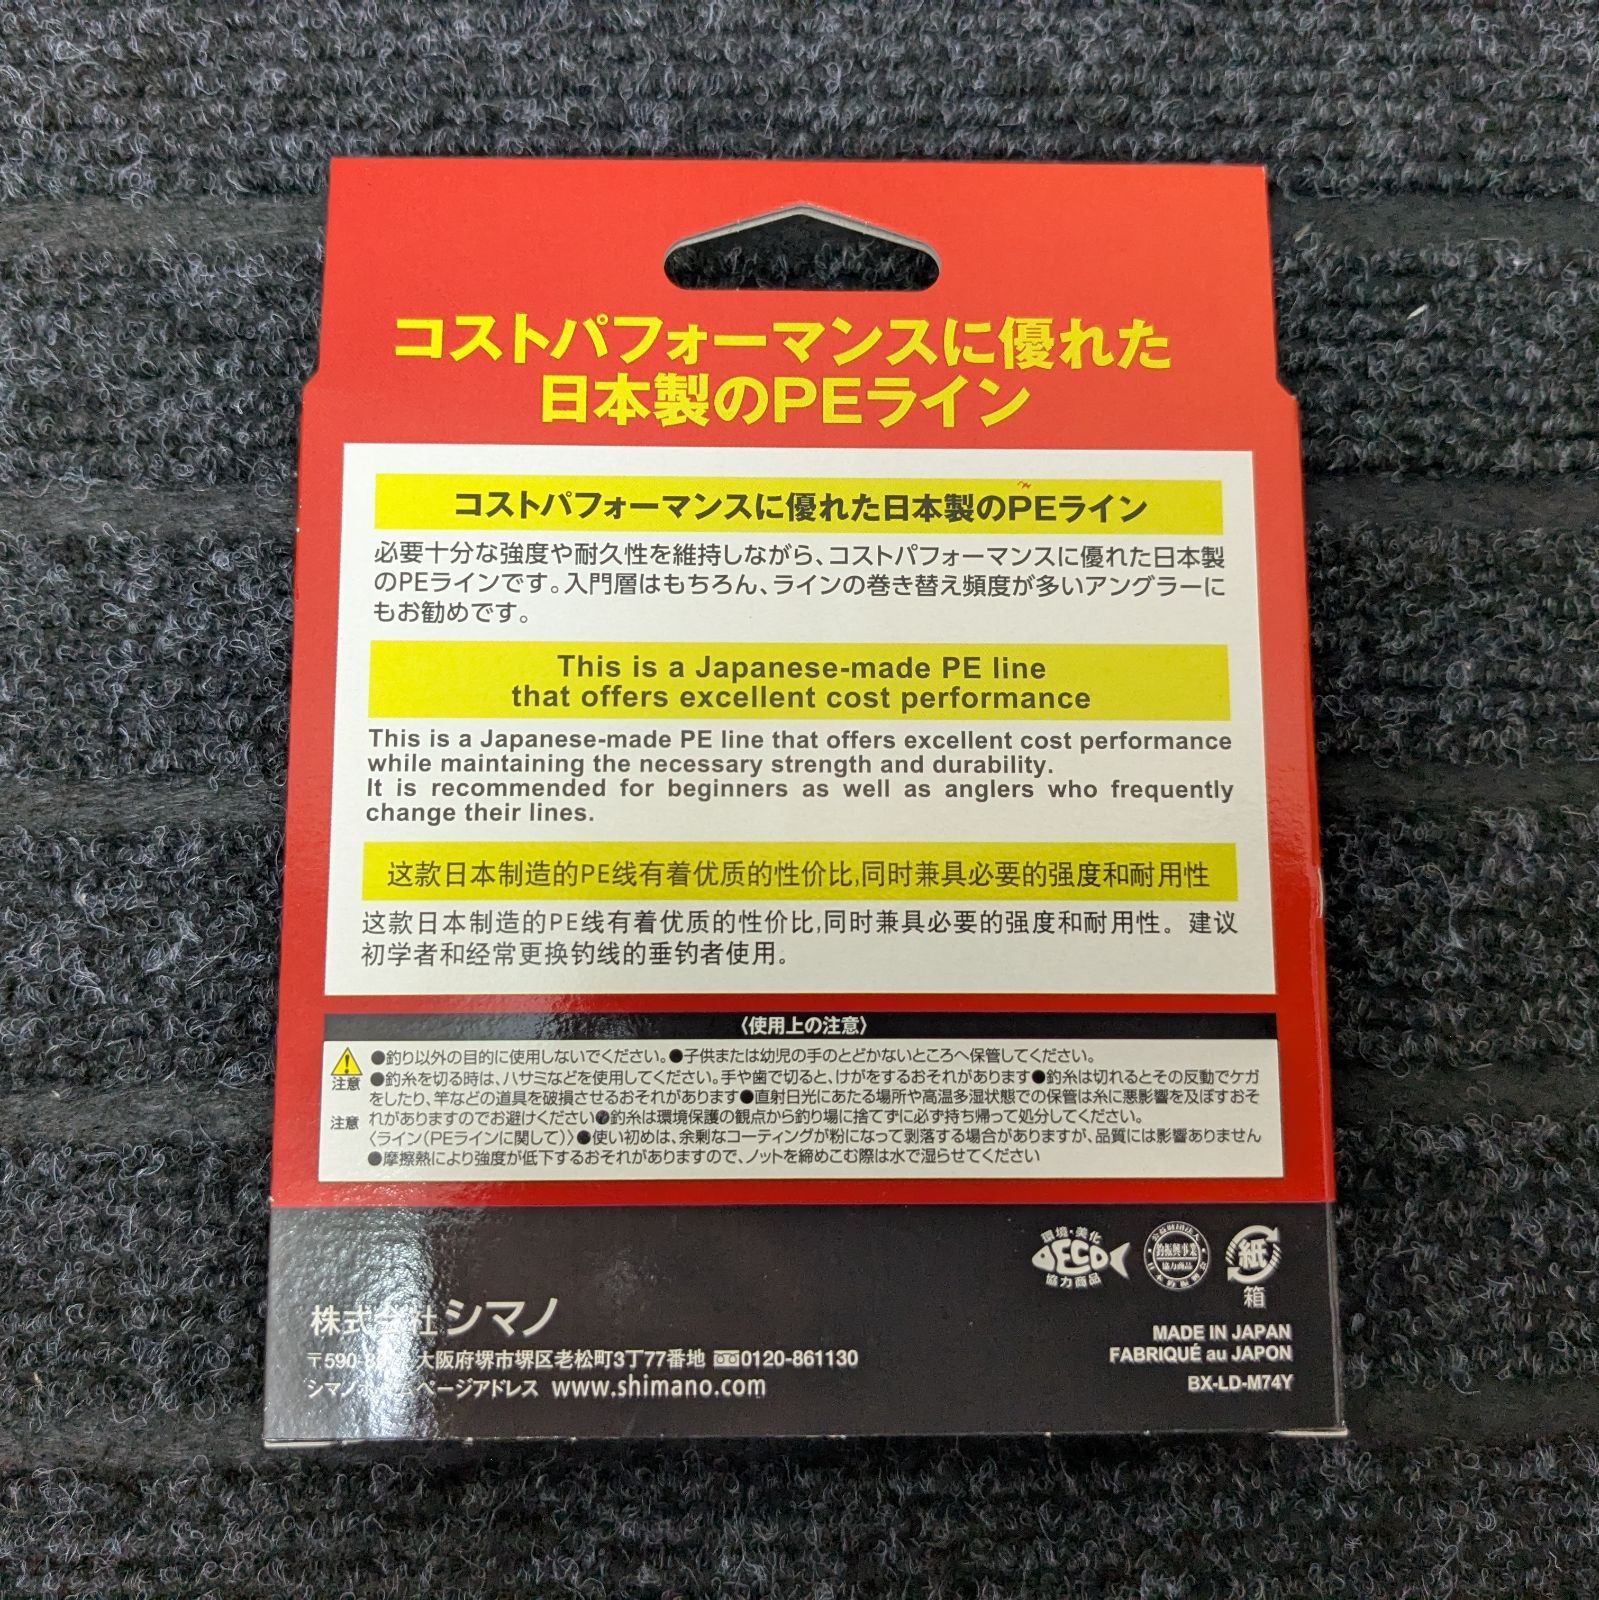 コストパフォーマンスに優れた
日本製のPEライン
コストパフォーマンスに優れた日本製のPEライン
必要十分な強度や耐久性を維持しながら、コストパフォーマンスに優れた日本製
のPEラインです。入門層はもちろん、ラインの巻き替え頻度が多いアングラーに
もお勧めです。
This is a Japanese-made PE line
that offers excellent cost performance
This is a Japanese-made PE line that offers excellent cost performance
while maintaining the necessary strength and durability.
It is recommended for beginners as well as anglers who frequently
change their lines.
这款日本制造的PE线有着优质的性价比,同时兼具必要的强度和耐用性
这款日本制造的PE线有着优质的性价比,同时兼具必要的强度和耐用性。建议
初学者和经常更换钓线的垂钓者使用。
〈使用上の注意〉
注意
●釣り以外の目的に使用しないでください。●子供または幼児の手のとどかないところへ保管してください。
●釣糸を切る時は、ハサミなどを使用してください。手や歯で切ると、けがをするおそれがあります●釣糸は切れるとその反動でケガ
をしたり、竿などの道具を破損させるおそれがあります●直射日光にあたる場所や高温多湿状態での保管は糸に悪影響を及ぼすおそ
注意
れがありますのでお避けください●釣糸は環境保護の観点から釣り場に捨てずに必ず持ち帰って処分してください。
〈ライン(PEラインに関して)〉●使い初めは、余剰なコーティングが粉になって剥落する場合がありますが、品質には影響ありません
●摩擦熱により強度が低下するおそれがありますので、ノットを締めこむ際は水で湿らせてください
環境・美化
ECO
協力商品
釣振興事業
協力商品
紙
箱
株式会社シマノ
〒590- 大阪府堺市堺区老松町3丁77番地 0120-861130
シマノホームページアドレス www.shimano.com
MADE IN JAPAN
FABRIQUÉ au JAPON
BX-LD-M74Y